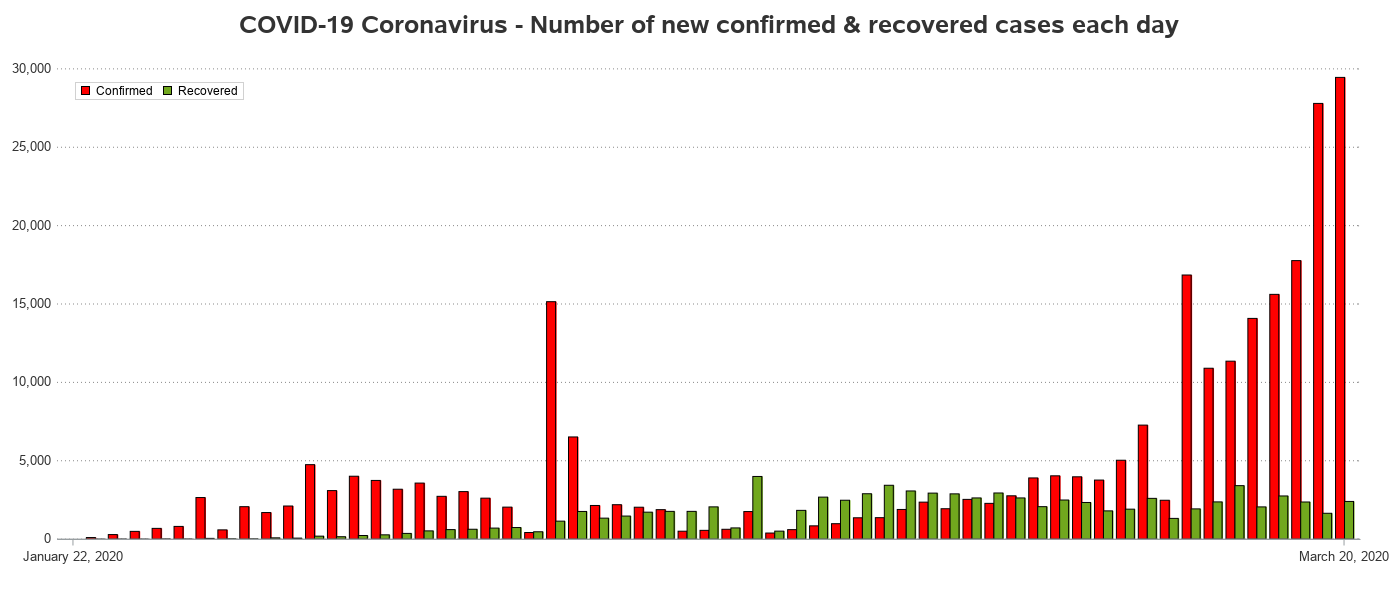 COVID-19 Coronavirus - Number of new confirmed & recovered cases each day
30,000
Confirmed Recovered
25,000
20,000
15,000
10,000
5,000
0
January 22, 2020 March 20, 2020